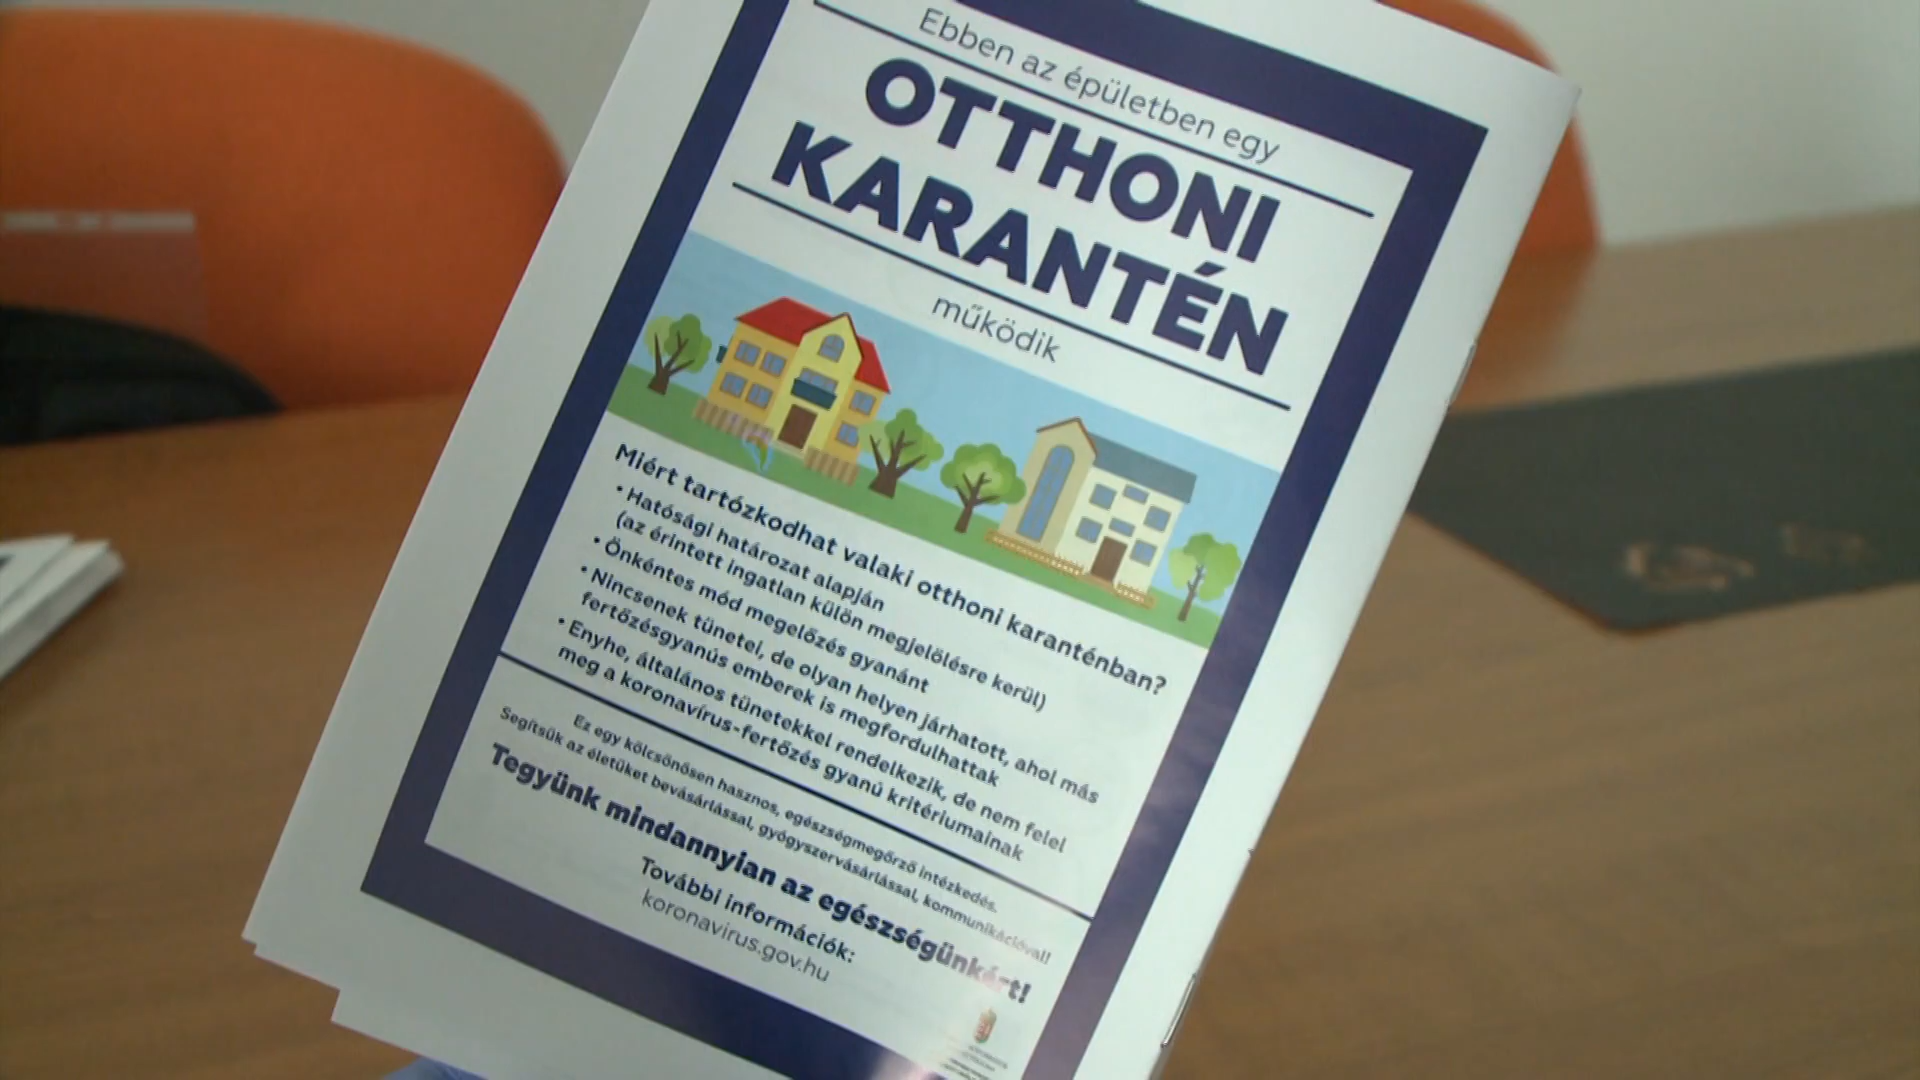 Ebben az épületben egy
OTTHONI
KARANTÉN
működik
Miért tartózkodhat valaki otthoni karanténban?
• Hatósági határozat alapján
(az érintett ingatlan külön megjelölésre kerül)
• Önkéntes mód megelőzés gyanánt
• Nincsenek tünetei, de olyan helyen járhatott, ahol más
fertőzésgyanús emberek is megfordulhattak
• Enyhe, általános tünetekkel rendelkezik, de nem felel
meg a koronavírus-fertőzés gyanú kritériumainak
Ez egy kölcsönösen hasznos, egészségmegőrző intézkedés.
Segítsük az életüket bevásárlással, gyógyszervásárlással, kommunikációval!
Tegyünk mindannyian az egészségünkért!
További információk:
koronavirus.gov.hu